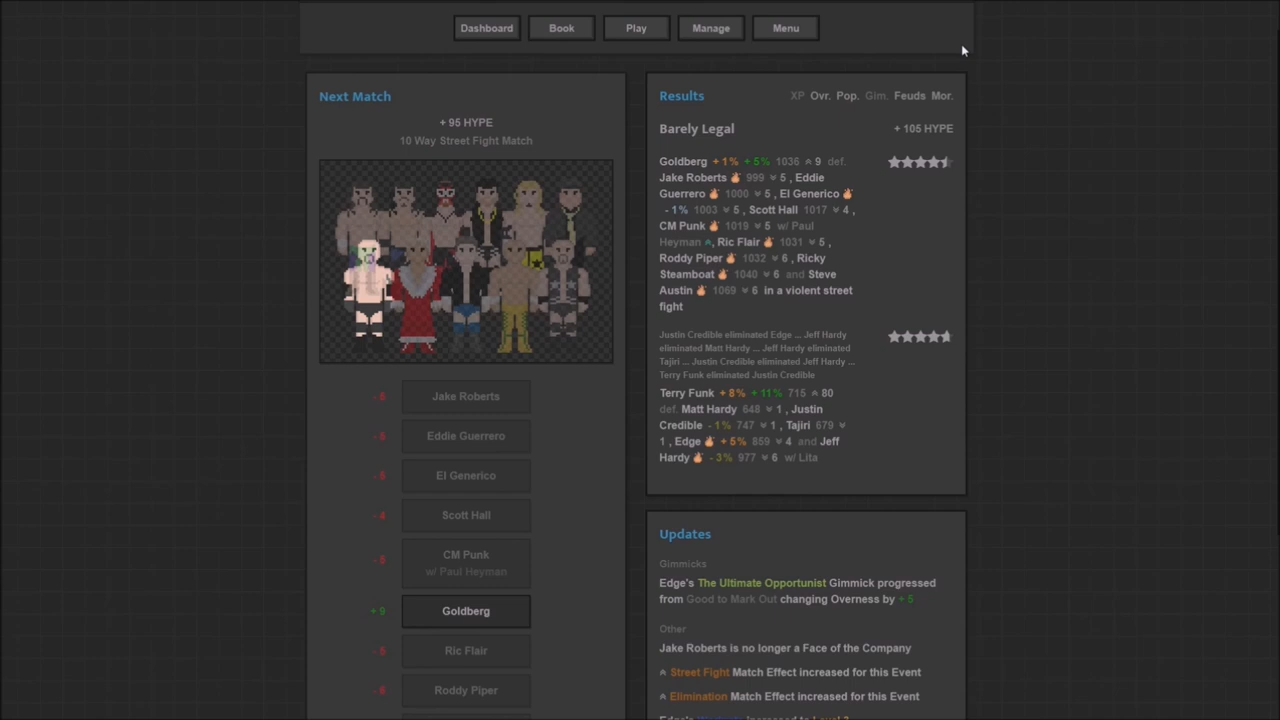 Dashboard Book Play Manage Menu
Next Match
+ 95 HYPE
10 Way Street Fight Match
- 6 Jake Roberts
- 5 Eddie Guerrero
- 5 El Generico
- 4 Scott Hall
- 5 CM Punk
w/ Paul Heyman
+ 9 Goldberg
- 5 Ric Flair
- 6 Roddy Piper
Results XP Ovr. Pop. Gim. Feuds Mor.
Barely Legal + 105 HYPE
Goldberg + 1% + 5% 1036 9 def.
Jake Roberts 999 5 , Eddie
Guerrero 1000 5 , El Generico
- 1% 1003 5 , Scott Hall 1017 4 ,
CM Punk 1019 5 w/ Paul
Heyman , Ric Flair 1031 5 ,
Roddy Piper 1032 6 , Ricky
Steamboat 1040 6 and Steve
Austin 1069 6 in a violent street
fight
Justin Credible eliminated Edge ... Jeff Hardy
eliminated Matt Hardy ... Jeff Hardy eliminated
Tajiri ... Justin Credible eliminated Jeff Hardy ...
Terry Funk eliminated Justin Credible
Terry Funk + 8% + 11% 715 80
def. Matt Hardy 648 1 , Justin
Credible - 1% 747 1 , Tajiri 679
1 , Edge + 5% 859 4 and Jeff
Hardy - 3% 977 6 w/ Lita
Updates
Gimmicks
Edge's The Ultimate Opportunist Gimmick progressed
from Good to Mark Out changing Overness by + 5
Other
Jake Roberts is no longer a Face of the Company
Street Fight Match Effect increased for this Event
Elimination Match Effect increased for this Event